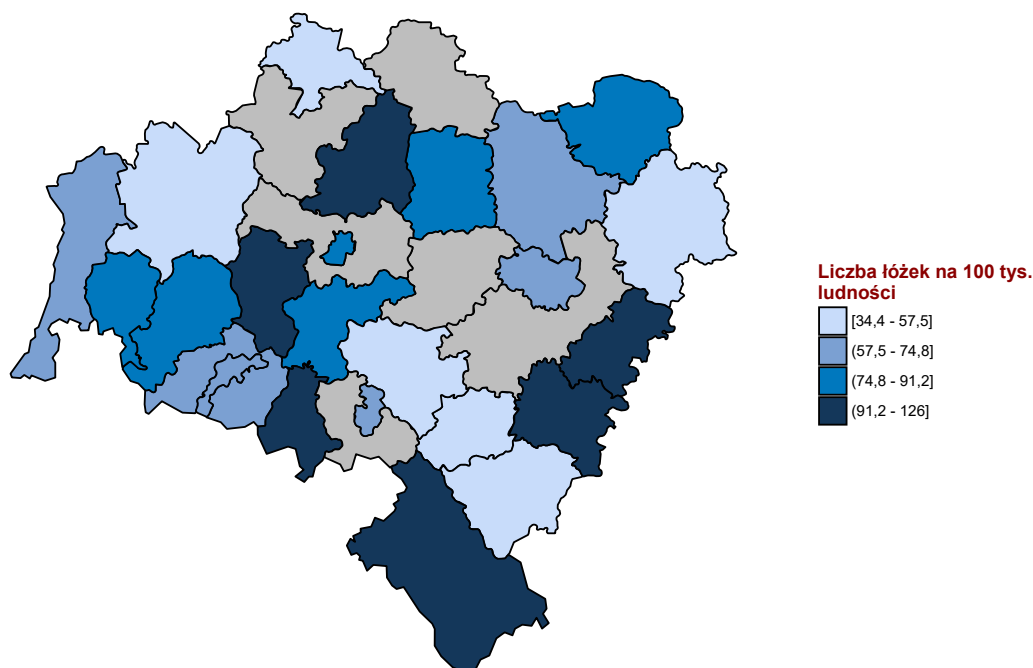 Liczba łóżek na 100 tys.
ludności
[34,4 - 57,5]
(57,5 - 74,8]
(74,8 - 91,2]
(91,2 - 126]